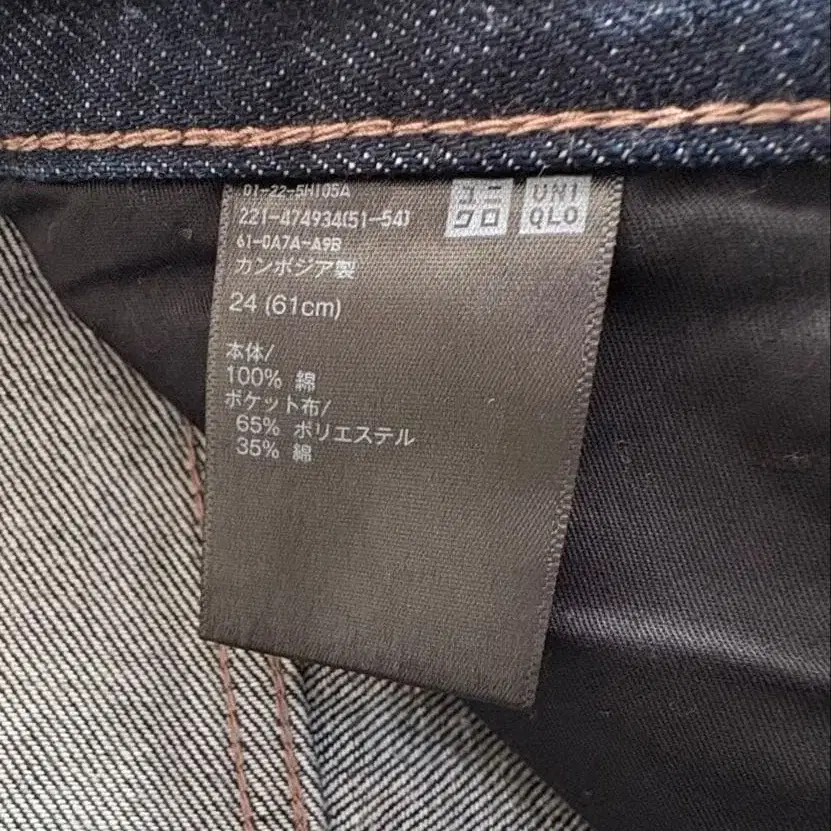 01-22-5HI05A
221-474934(51-54)
61-0A7A-A9B
カンボジア製
24 (61cm)
本体/
100% 綿
ポケット布/
65% ポリエステル
35% 綿
ユニ
クロ
UNI
QLO